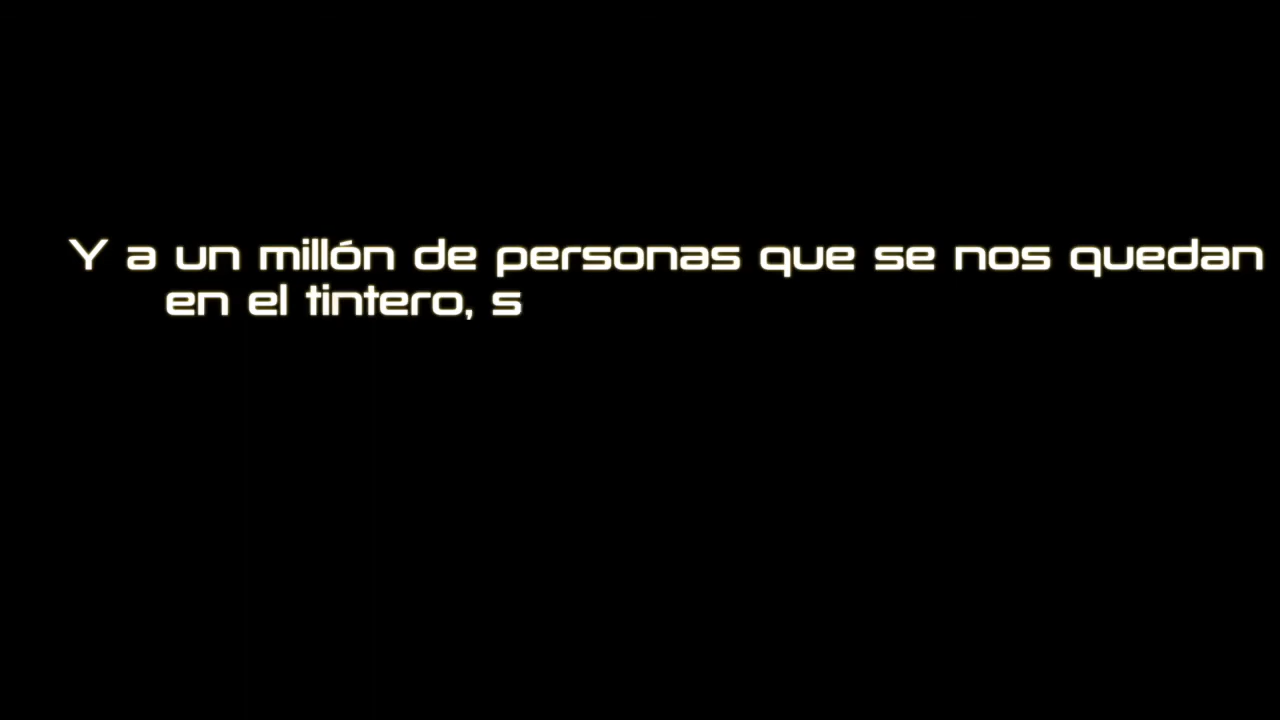 Y a un millón de personas que se nos quedan
en el tintero, s